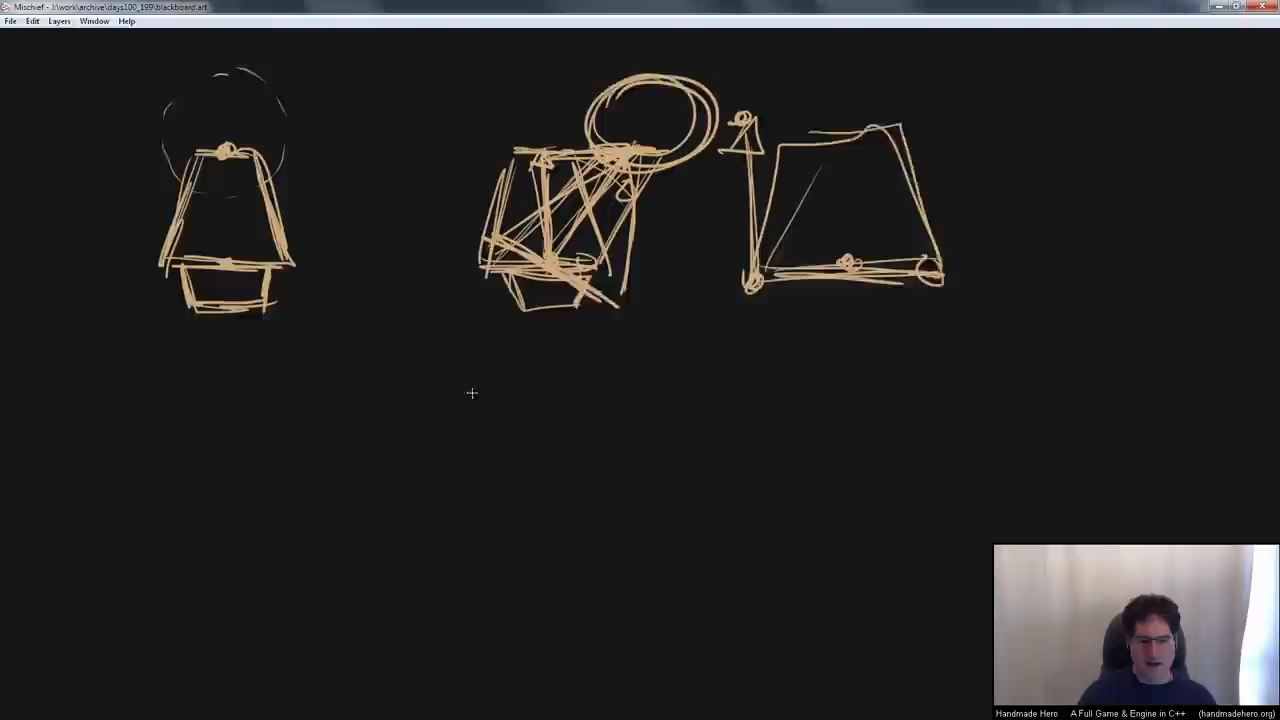 Mischief - J:\work\archive\days100_199\blackboard.art
File Edit Layers Window Help
Handmade Hero A Full Game & Engine in C++ (handmadehero.org)